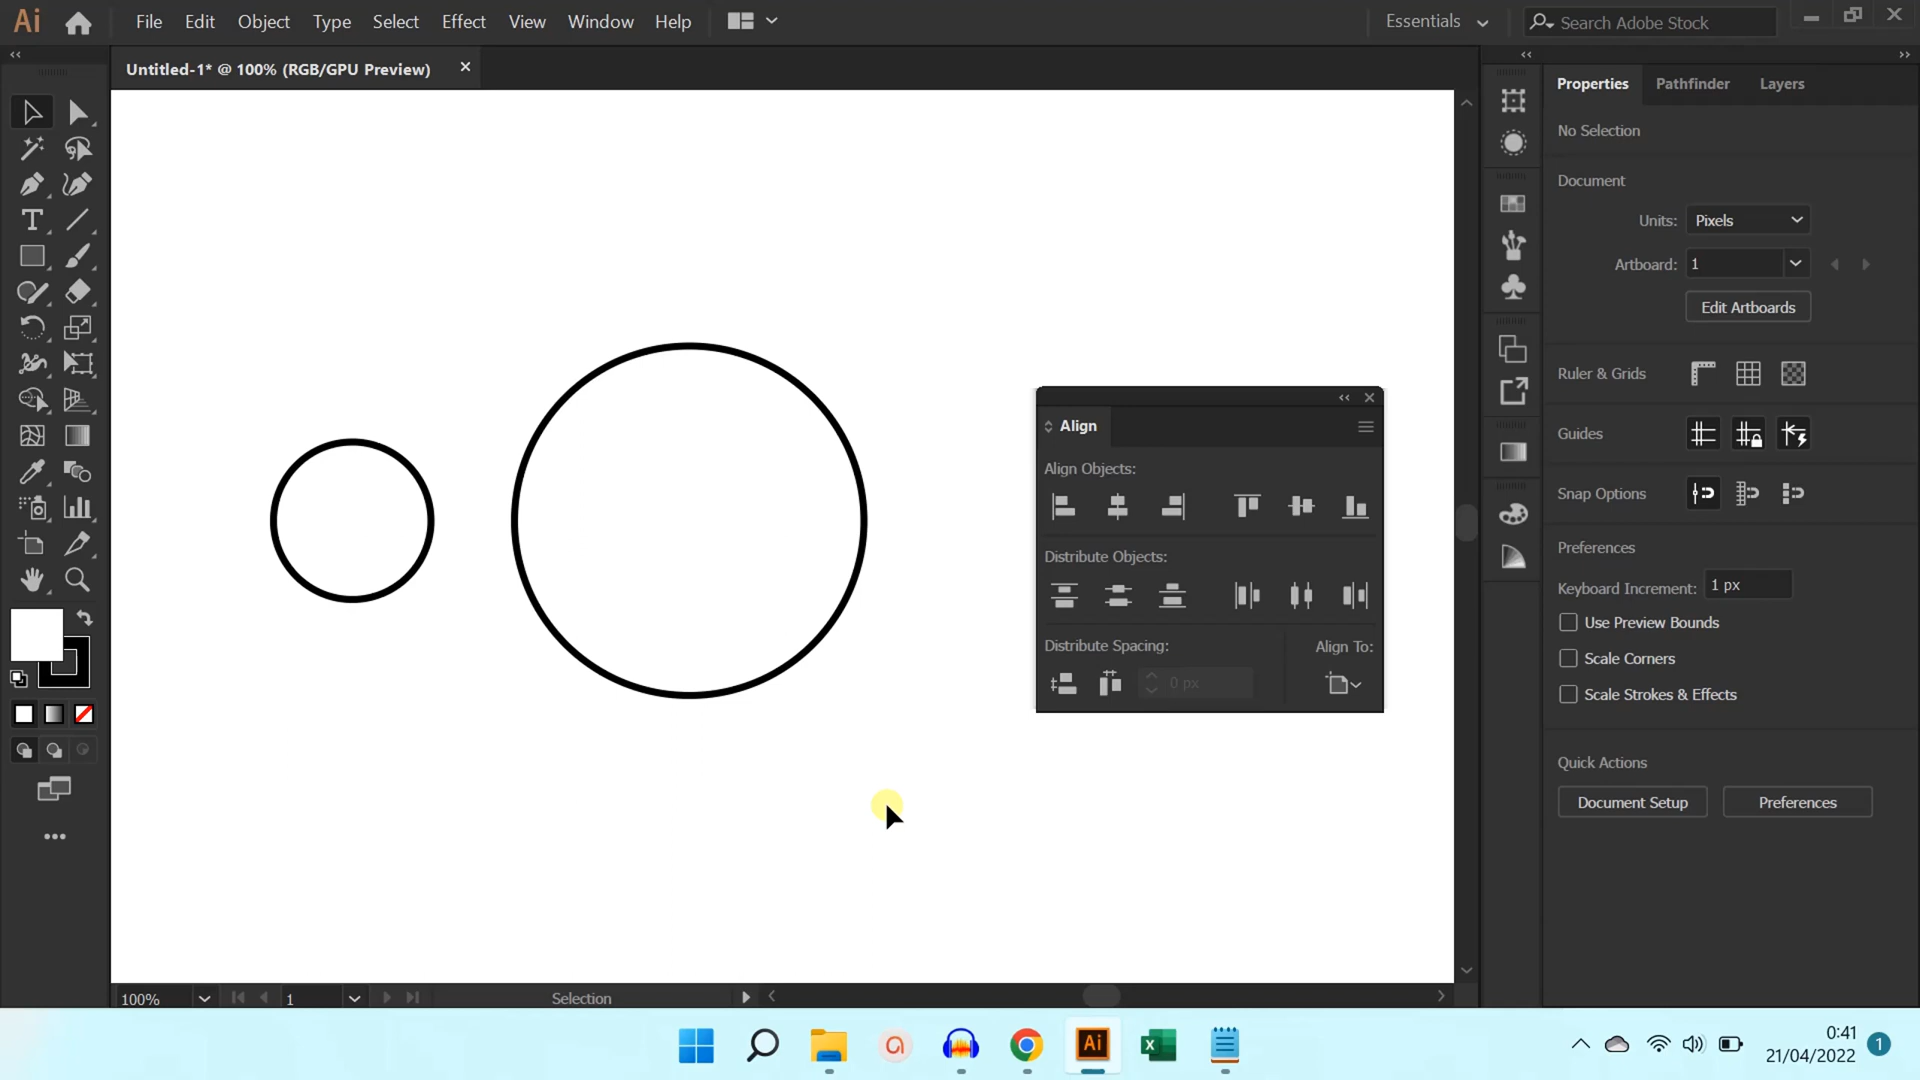 Ai File Edit Object Type Select Effect View Window Help Essentials Search Adobe Stock
Untitled-1* @ 100% (RGB/GPU Preview)
Properties Pathfinder Layers
No Selection
Document
Units: Pixels
Artboard: 1
Edit Artboards
Ruler & Grids
Guides
Snap Options
Preferences
Keyboard Increment: 1 px
Use Preview Bounds
Scale Corners
Scale Strokes & Effects
Quick Actions
Document Setup Preferences
Align
Align Objects:
Distribute Objects:
Distribute Spacing: Align To:
0 px
100% 1 Selection
Ai
0:41
21/04/2022 1